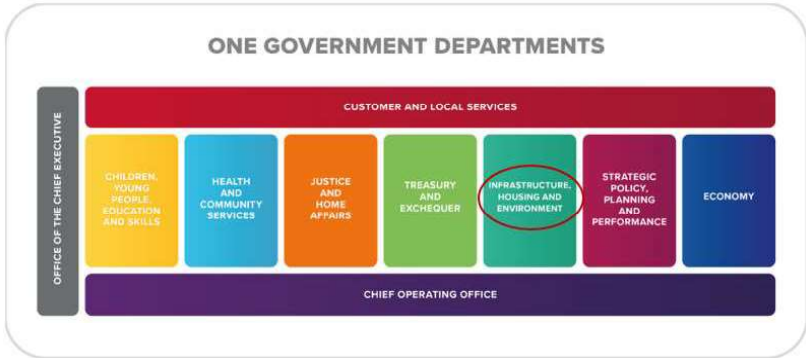 ONE GOVERNMENT DEPARTMENTS
OFFICE OF THE CHIEF EXECUTIVE
CUSTOMER AND LOCAL SERVICES
CHILDREN,
YOUNG
PEOPLE,
EDUCATION
AND SKILLS
HEALTH
AND
COMMUNITY
SERVICES
JUSTICE
AND
HOME
AFFAIRS
TREASURY
AND
EXCHEQUER
INFRASTRUCTURE,
HOUSING AND
ENVIRONMENT
STRATEGIC
POLICY,
PLANNING
AND
PERFORMANCE
ECONOMY
CHIEF OPERATING OFFICE